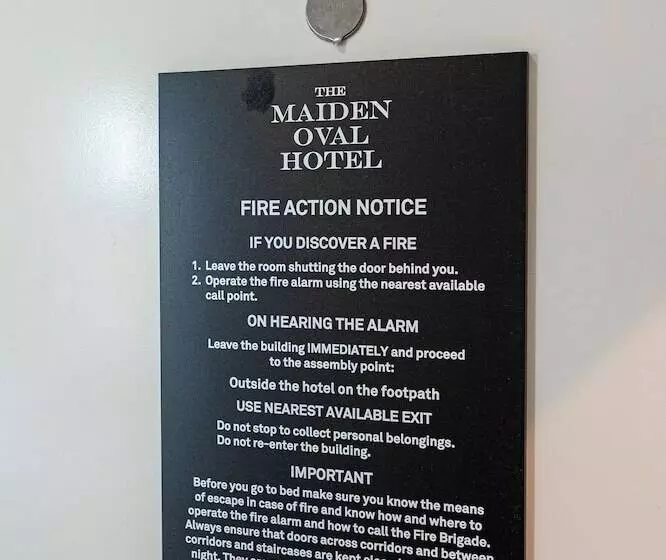 THE
MAIDEN
OVAL
HOTEL
FIRE ACTION NOTICE
IF YOU DISCOVER A FIRE
1. Leave the room shutting the door behind you.
2. Operate the fire alarm using the nearest available
call point.
ON HEARING THE ALARM
Leave the building IMMEDIATELY and proceed
to the assembly point:
Outside the hotel on the footpath
USE NEAREST AVAILABLE EXIT
Do not stop to collect personal belongings.
Do not re-enter the building.
IMPORTANT
Before you go to bed make sure you know the means
of escape in case of fire and know how and where to
operate the fire alarm and how to call the Fire Brigade.
Always ensure that doors across corridors and between
corridors and staircases are kept
night. They